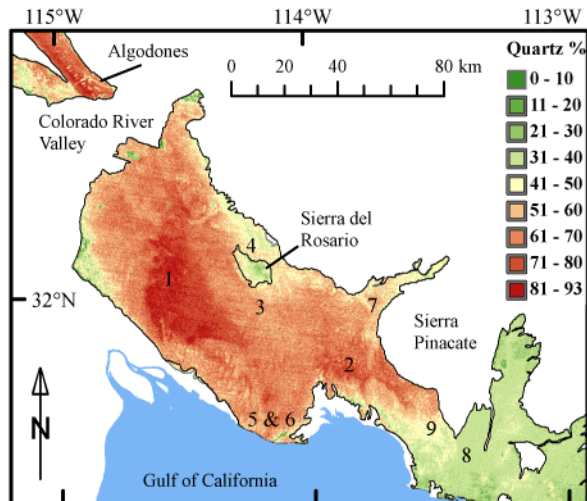 115°W
114°W
113°W
Algodones
0 20 40 80 km
Quartz %
0 - 10
11 - 20
21 - 30
31 - 40
41 - 50
51 - 60
61 - 70
71 - 80
81 - 93
Colorado River
Valley
Sierra del
Rosario
4
1
3
7
32°N
Sierra
Pinacate
2
5 & 6
9
8
N
Gulf of California